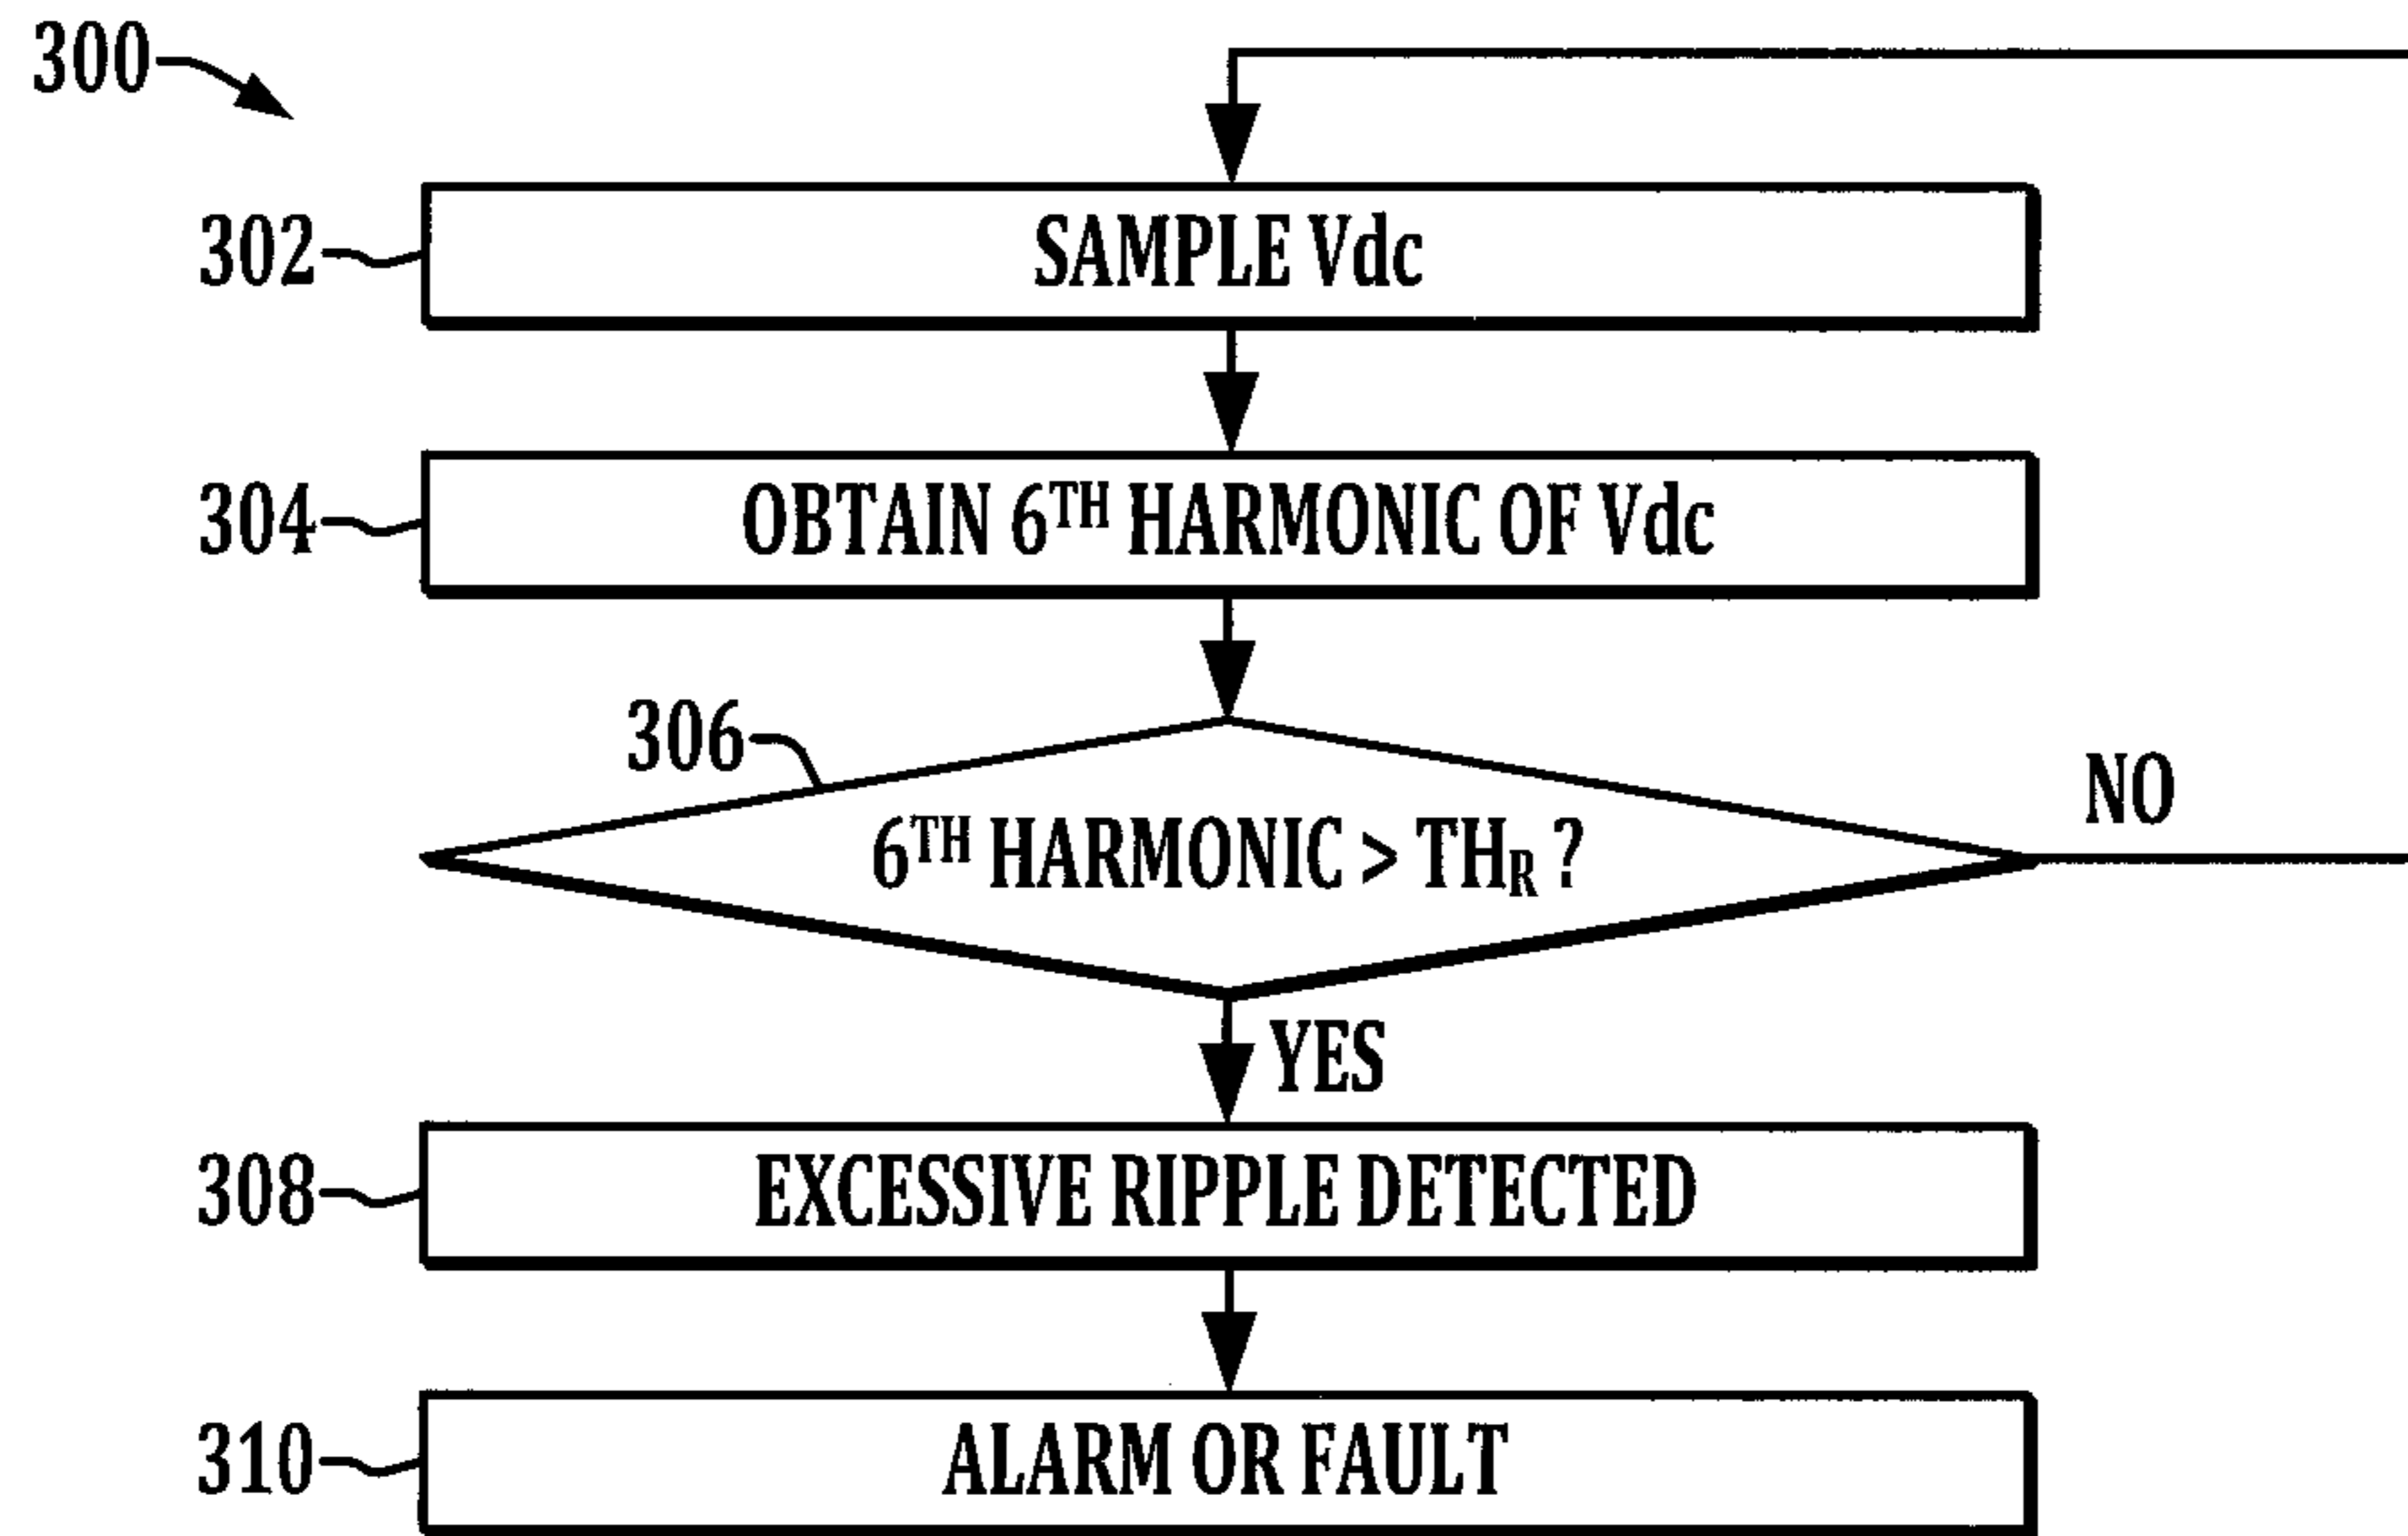 300
302
SAMPLE Vdc
304
OBTAIN 6TH HARMONIC OF Vdc
306
6TH HARMONIC > THR ?
NO
YES
308
EXCESSIVE RIPPLE DETECTED
310
ALARM OR FAULT